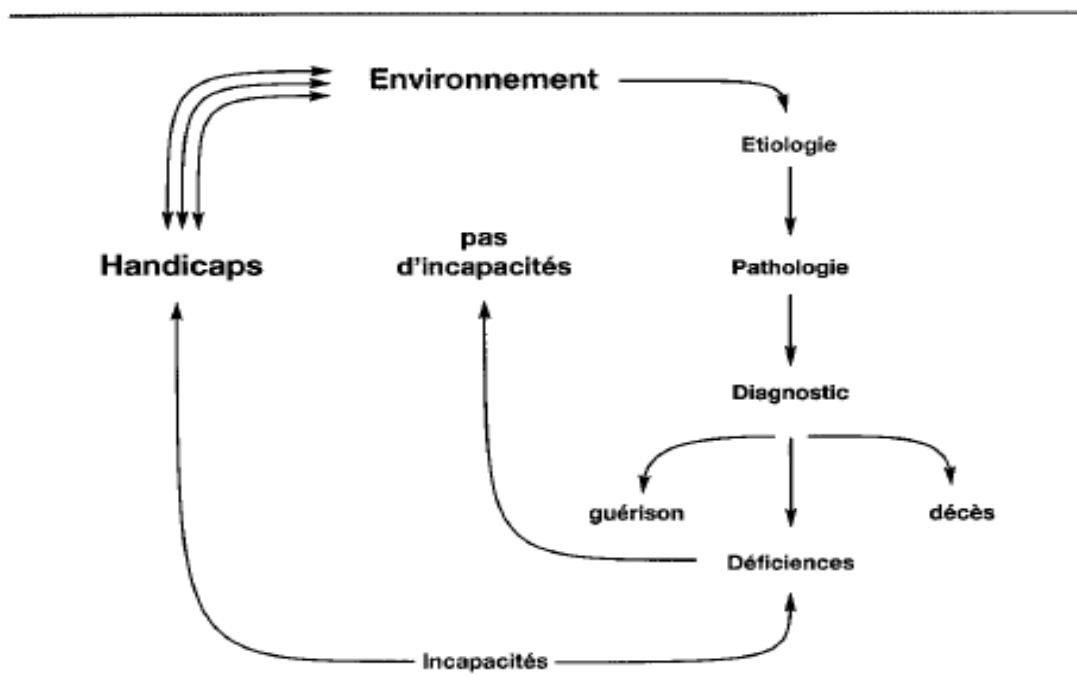 Environnement
Etiologie
pas
d'incapacités
Handicaps
Pathologie
Diagnostic
guérison
décès
Déficiences
Incapacités